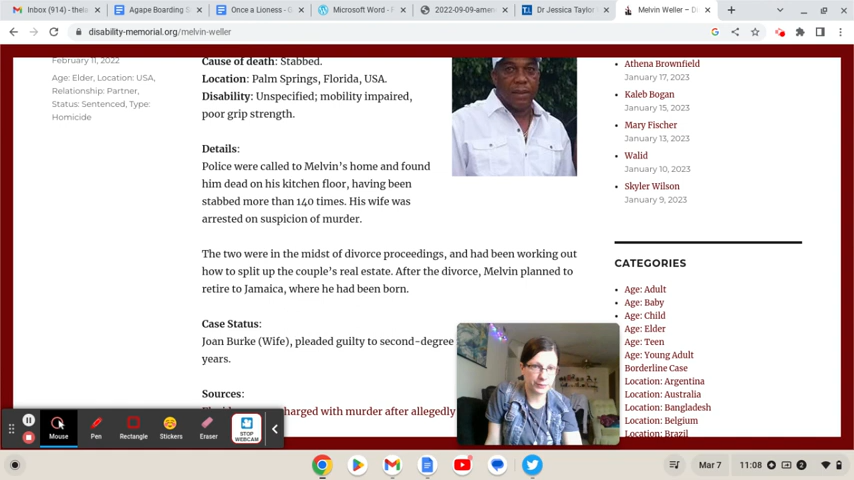 Inbox (914) - thela
Agape Boarding S
Once a Lioness - G
Microsoft Word - F
2022-09-09-amen
Dr Jessica Taylor
Melvin Weller – Di
disability-memorial.org/melvin-weller
February 11, 2022
Age: Elder, Location: USA,
Relationship: Partner,
Status: Sentenced, Type:
Homicide
Cause of death: Stabbed.
Location: Palm Springs, Florida, USA.
Disability: Unspecified; mobility impaired,
poor grip strength.
Details:
Police were called to Melvin's home and found
him dead on his kitchen floor, having been
stabbed more than 140 times. His wife was
arrested on suspicion of murder.
The two were in the midst of divorce proceedings, and had been working out
how to split up the couple's real estate. After the divorce, Melvin planned to
retire to Jamaica, where he had been born.
Case Status:
Joan Burke (Wife), pleaded guilty to second-degree
years.
Sources:
charged with murder after allegedly
Athena Brownfield
January 17, 2023
Kaleb Bogan
January 15, 2023
Mary Fischer
January 13, 2023
Walid
January 10, 2023
Skyler Wilson
January 9, 2023
CATEGORIES
Age: Adult
Age: Baby
Age: Child
Age: Elder
Age: Teen
Age: Young Adult
Borderline Case
Location: Argentina
Location: Australia
Location: Bangladesh
Location: Belgium
Location: Brazil
Mouse
Pen
Rectangle
Stickers
Eraser
STOP WEBCAM
Mar 7
11:08
2